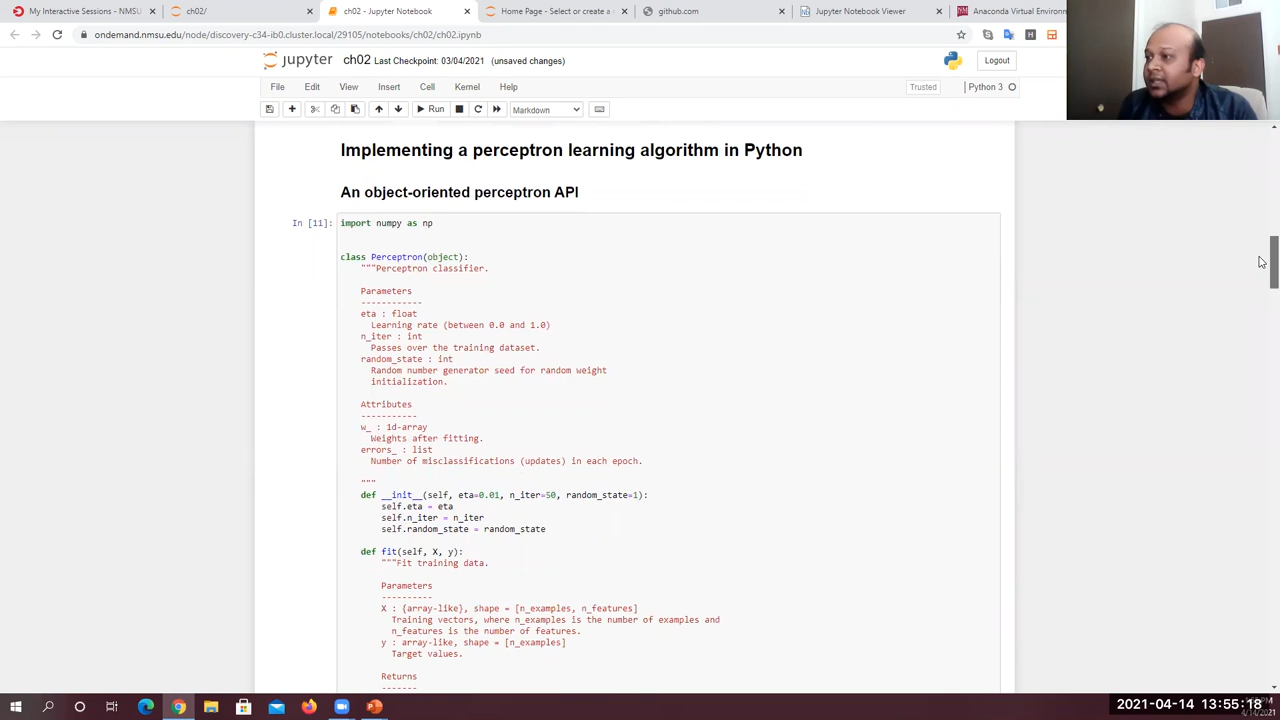 My Interactive Sessions - NMSU
ch02/
ch02 - Jupyter Notebook
Home Page - Select or create a
github.com
Jupyter Notebook Viewer
Anaconda Virtual Environm
ondemand.nmsu.edu/node/discovery-c34-ib0.cluster.local/29105/notebooks/ch02/ch02.ipynb
jupyter ch02 Last Checkpoint: 03/04/2021 (unsaved changes)
Logout
File Edit View Insert Cell Kernel Help
Trusted
Python 3
Run
Markdown
Implementing a perceptron learning algorithm in Python
An object-oriented perceptron API
In [11]:
import numpy as np
class Perceptron(object):
"""Perceptron classifier.
Parameters
------------
eta : float
Learning rate (between 0.0 and 1.0)
n_iter : int
Passes over the training dataset.
random_state : int
Random number generator seed for random weight
initialization.
Attributes
-----------
w_ : 1d-array
Weights after fitting.
errors_ : list
Number of misclassifications (updates) in each epoch.
"""
def __init__(self, eta=0.01, n_iter=50, random_state=1):
self.eta = eta
self.n_iter = n_iter
self.random_state = random_state
def fit(self, X, y):
"""Fit training data.
Parameters
----------
X : {array-like}, shape = [n_examples, n_features]
Training vectors, where n_examples is the number of examples and
n_features is the number of features.
y : array-like, shape = [n_examples]
Target values.
Returns
-------
2021-04-14 13:55:18
4/14/2021